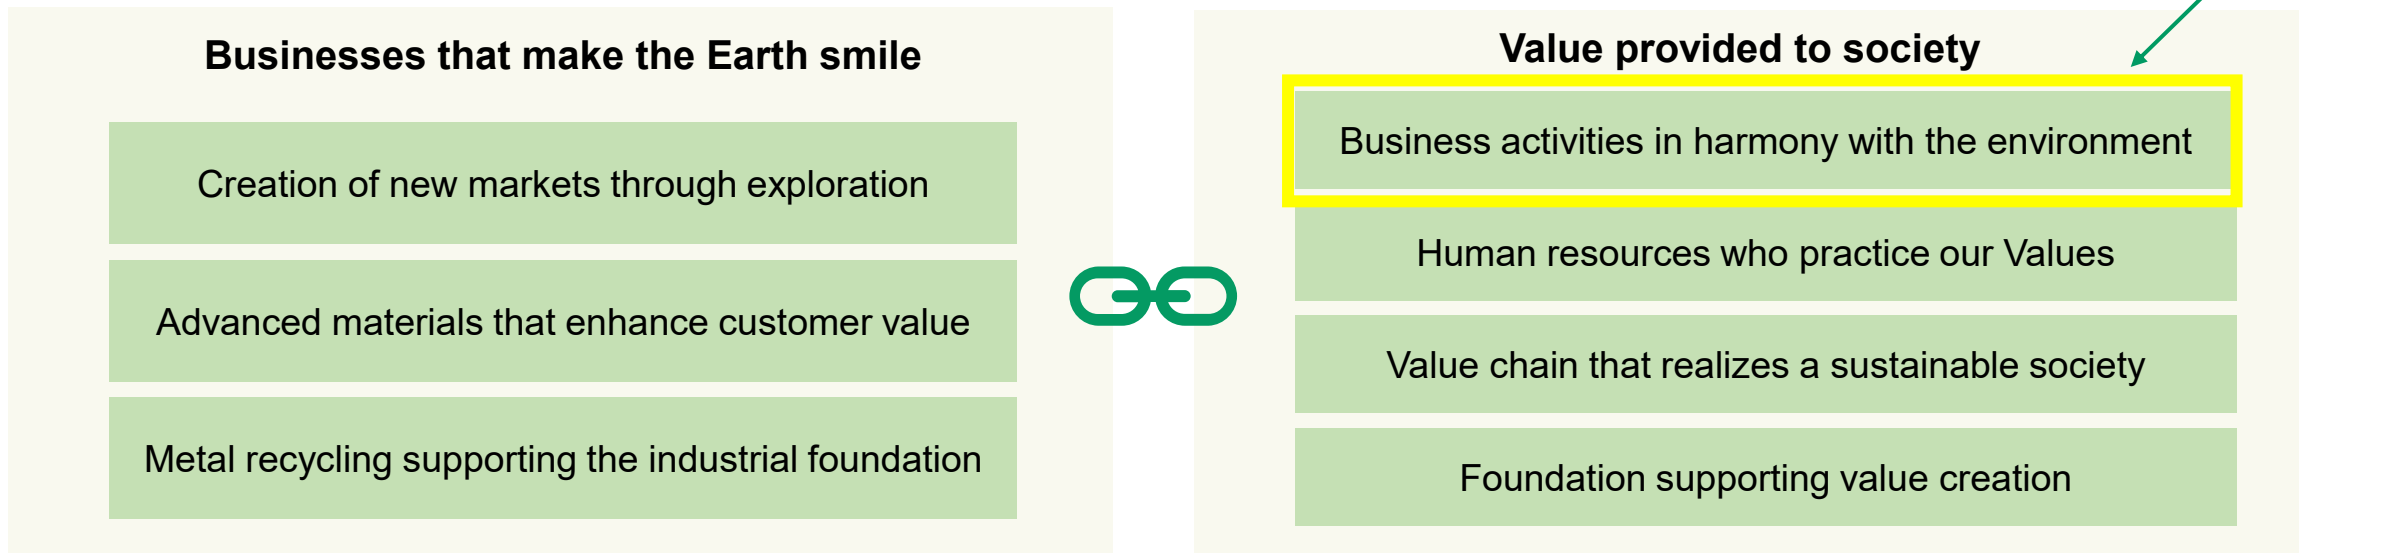 Businesses that make the Earth smile
Creation of new markets through exploration
Advanced materials that enhance customer value
Metal recycling supporting the industrial foundation
Value provided to society
Business activities in harmony with the environment
Human resources who practice our Values
Value chain that realizes a sustainable society
Foundation supporting value creation